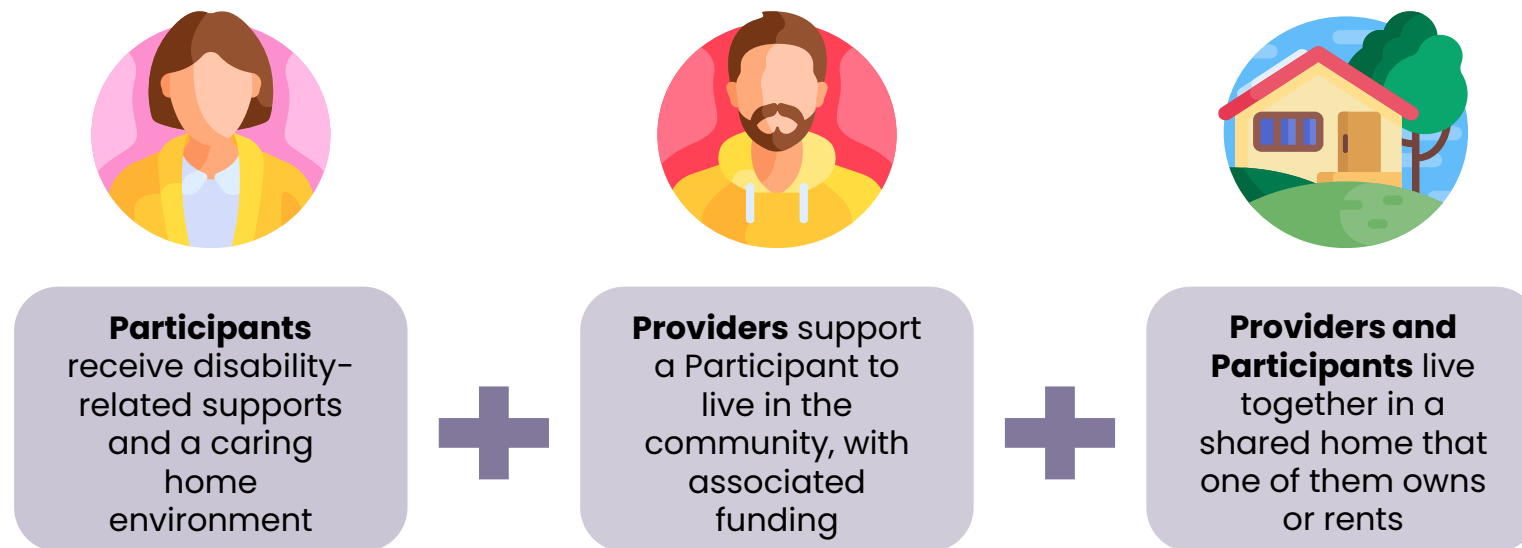 Participants
receive disability-
related supports
and a caring
home
environment
Providers support
a Participant to
live in the
community, with
associated
funding
Providers and
Participants live
together in a
shared home that
one of them owns
or rents